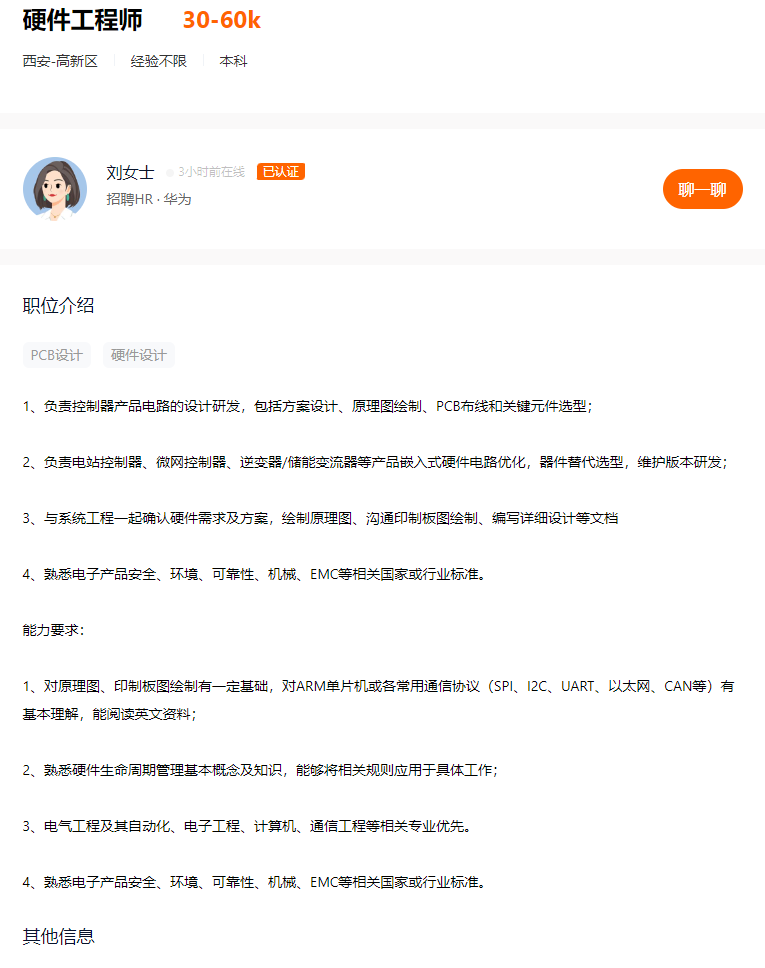 硬件工程师 30-60k
西安-高新区 经验不限 本科
刘女士 3小时前在线 已认证
招聘HR · 华为
聊一聊
职位介绍
PCB设计 硬件设计
1、负责控制器产品电路的设计研发，包括方案设计、原理图绘制、PCB布线和关键元件选型；
2、负责电站控制器、微网控制器、逆变器/储能变流器等产品嵌入式硬件电路优化，器件替代选型，维护版本研发；
3、与系统工程一起确认硬件需求及方案，绘制原理图、沟通印制板图绘制、编写详细设计等文档
4、熟悉电子产品安全、环境、可靠性、机械、EMC等相关国家或行业标准。
能力要求：
1、对原理图、印制板图绘制有一定基础，对ARM单片机或各常用通信协议（SPI、I2C、UART、以太网、CAN等）有
基本理解，能阅读英文资料；
2、熟悉硬件生命周期管理基本概念及知识，能够将相关规则应用于具体工作；
3、电气工程及其自动化、电子工程、计算机、通信工程等相关专业优先。
4、熟悉电子产品安全、环境、可靠性、机械、EMC等相关国家或行业标准。
其他信息